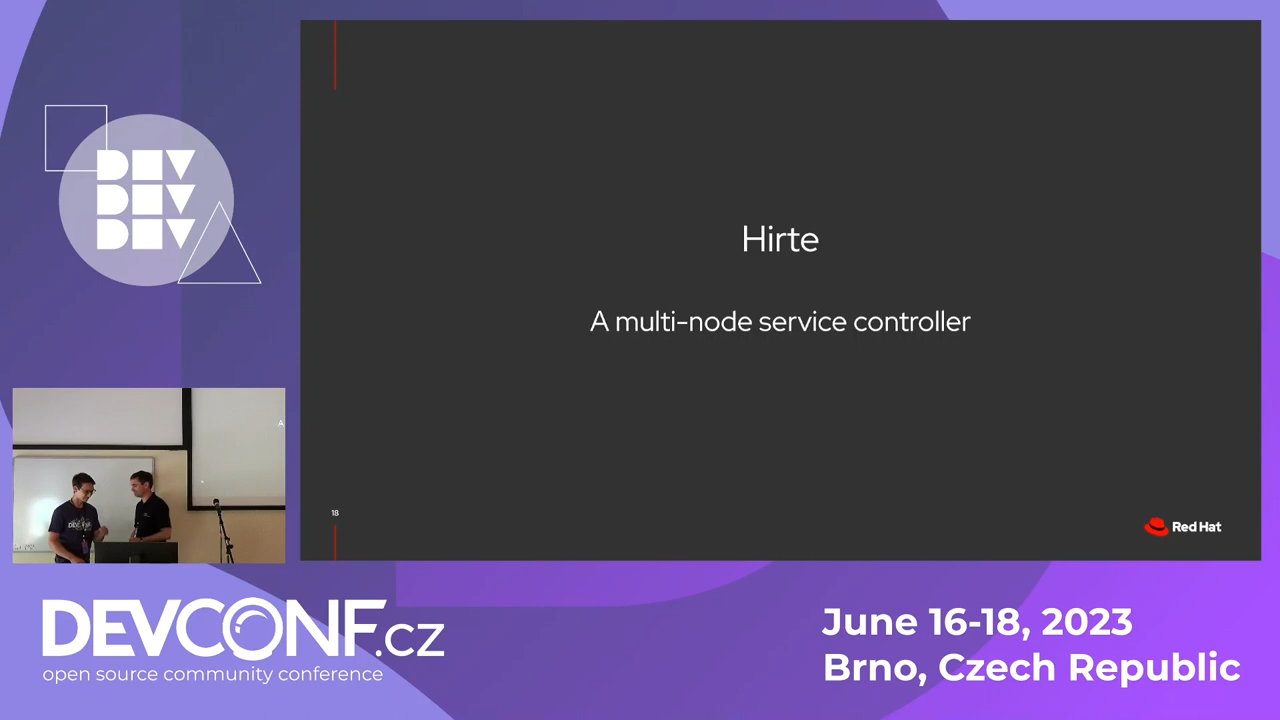 DEV
DEV
DEV
Hirte
A multi-node service controller
18
Red Hat
A
DEVCONF
DEVCONF.cz
open source community conference
June 16-18, 2023
Brno, Czech Republic